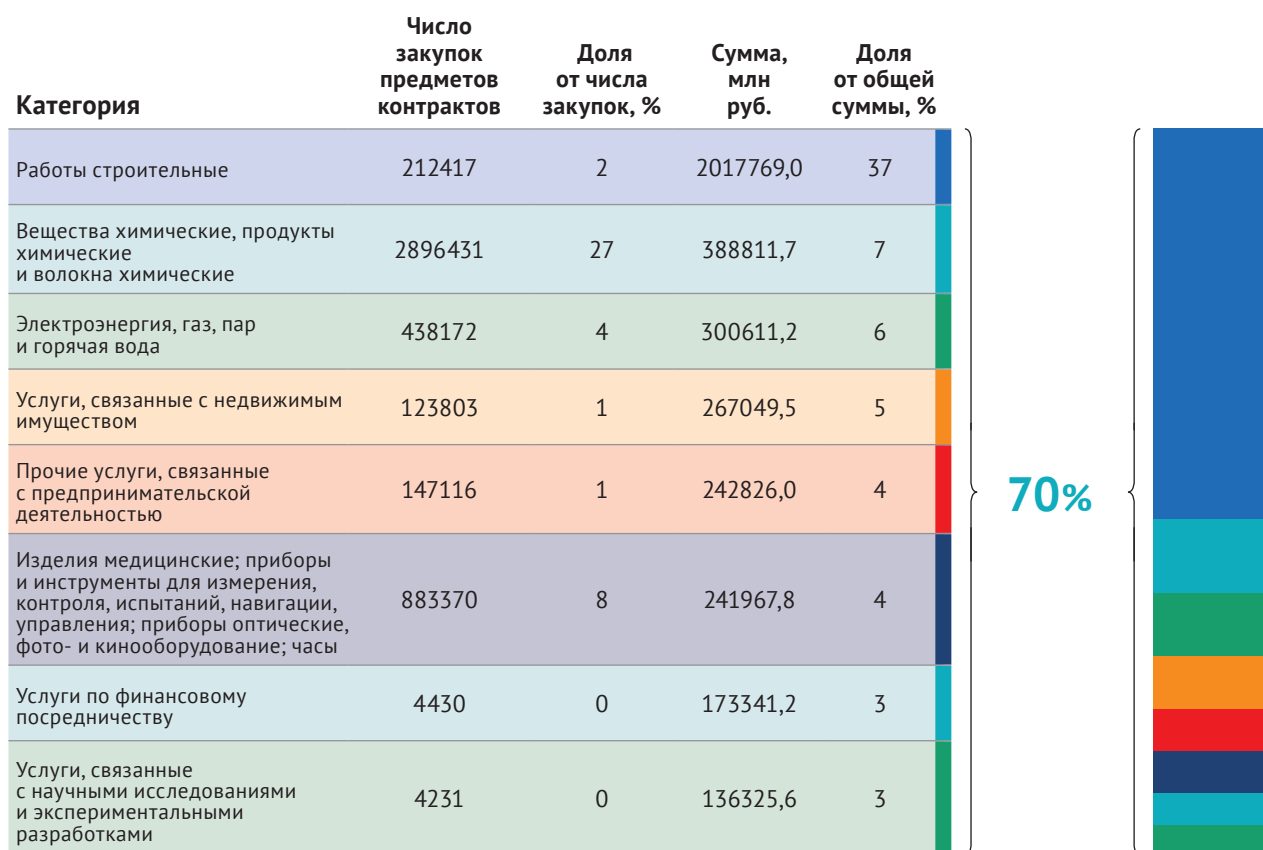 Категория
Число
закупок
предметов
контрактов
Доля
от числа
закупок, %
Сумма,
млн
руб.
Доля
от общей
суммы, %
Работы строительные
212417
2
2017769,0
37
Вещества химические, продукты
химические
и волокна химические
2896431
27
388811,7
7
Электроэнергия, газ, пар
и горячая вода
438172
4
300611,2
6
Услуги, связанные с недвижимым
имуществом
123803
1
267049,5
5
Прочие услуги, связанные
с предпринимательской
деятельностью
147116
1
242826,0
4
Изделия медицинские; приборы
и инструменты для измерения,
контроля, испытаний, навигации,
управления; приборы оптические,
фото- и кинооборудование; часы
883370
8
241967,8
4
Услуги по финансовому
посредничеству
4430
0
173341,2
3
Услуги, связанные
с научными исследованиями
и экспериментальными
разработками
4231
0
136325,6
3
70%